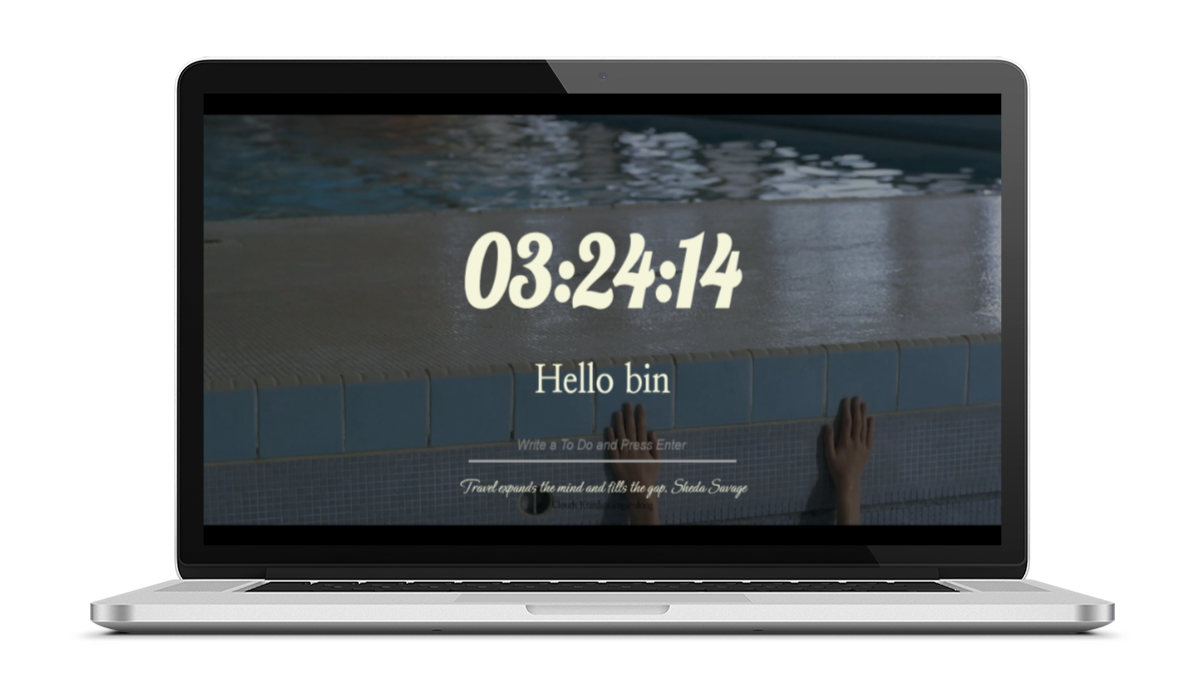 03:24:14
Hello bin
Write a To Do and Press Enter
Travel expands the mind and fills the gap. Sheda Savage